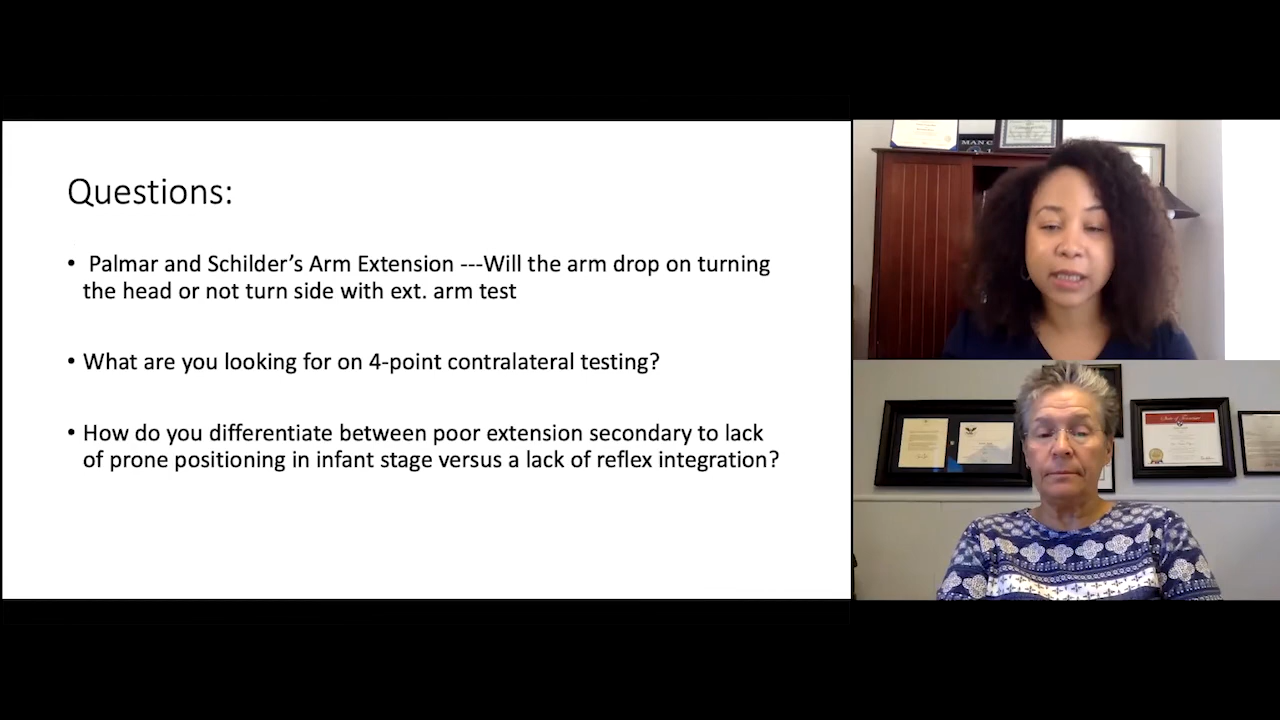 Questions:
• Palmar and Schilder's Arm Extension ---Will the arm drop on turning
the head or not turn side with ext. arm test
• What are you looking for on 4-point contralateral testing?
• How do you differentiate between poor extension secondary to lack
of prone positioning in infant stage versus a lack of reflex integration?